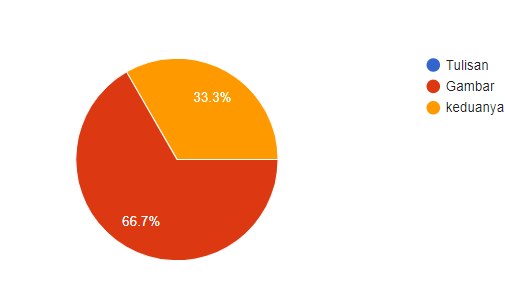 Tulisan
Gambar
keduanya
33.3%
66.7%